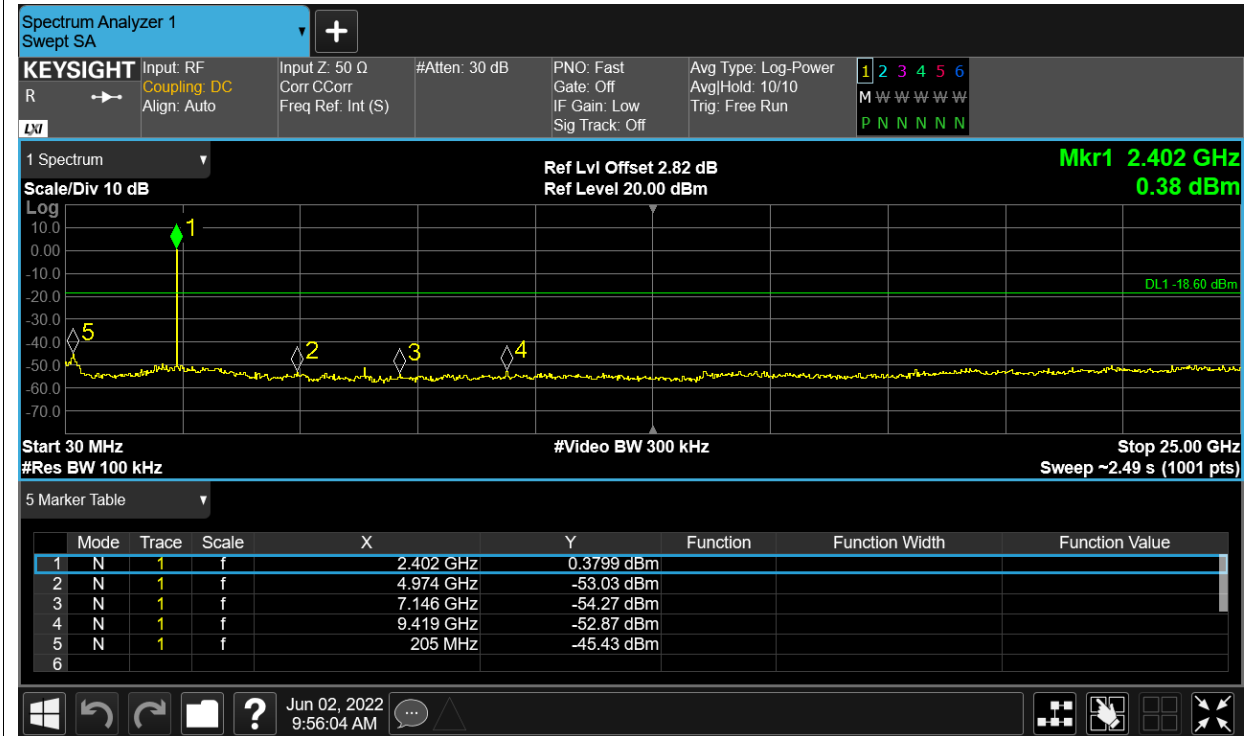 Spectrum Analyzer 1
Swept SA
KEYSIGHT
R
LXI
Input: RF
Coupling: DC
Align: Auto
Input Z: 50 Ω
Corr CCorr
Freq Ref: Int (S)
#Atten: 30 dB
PNO: Fast
Gate: Off
IF Gain: Low
Sig Track: Off
Avg Type: Log-Power
Avg|Hold: 10/10
Trig: Free Run
1 2 3 4 5 6
M W W W W W
P N N N N N
1 Spectrum
Scale/Div 10 dB
Ref Lvl Offset 2.82 dB
Ref Level 20.00 dBm
Mkr1 2.402 GHz
0.38 dBm
Log
10.0
0.00
-10.0
-20.0
-30.0
-40.0
-50.0
-60.0
-70.0
1
DL1 -18.60 dBm
5
2
3
4
Start 30 MHz
#Res BW 100 kHz
#Video BW 300 kHz
Stop 25.00 GHz
Sweep ~2.49 s (1001 pts)
5 Marker Table
Mode Trace Scale X Y Function Function Width Function Value
1 N 1 f 2.402 GHz 0.3799 dBm
2 N 1 f 4.974 GHz -53.03 dBm
3 N 1 f 7.146 GHz -54.27 dBm
4 N 1 f 9.419 GHz -52.87 dBm
5 N 1 f 205 MHz -45.43 dBm
6
?
Jun 02, 2022
9:56:04 AM